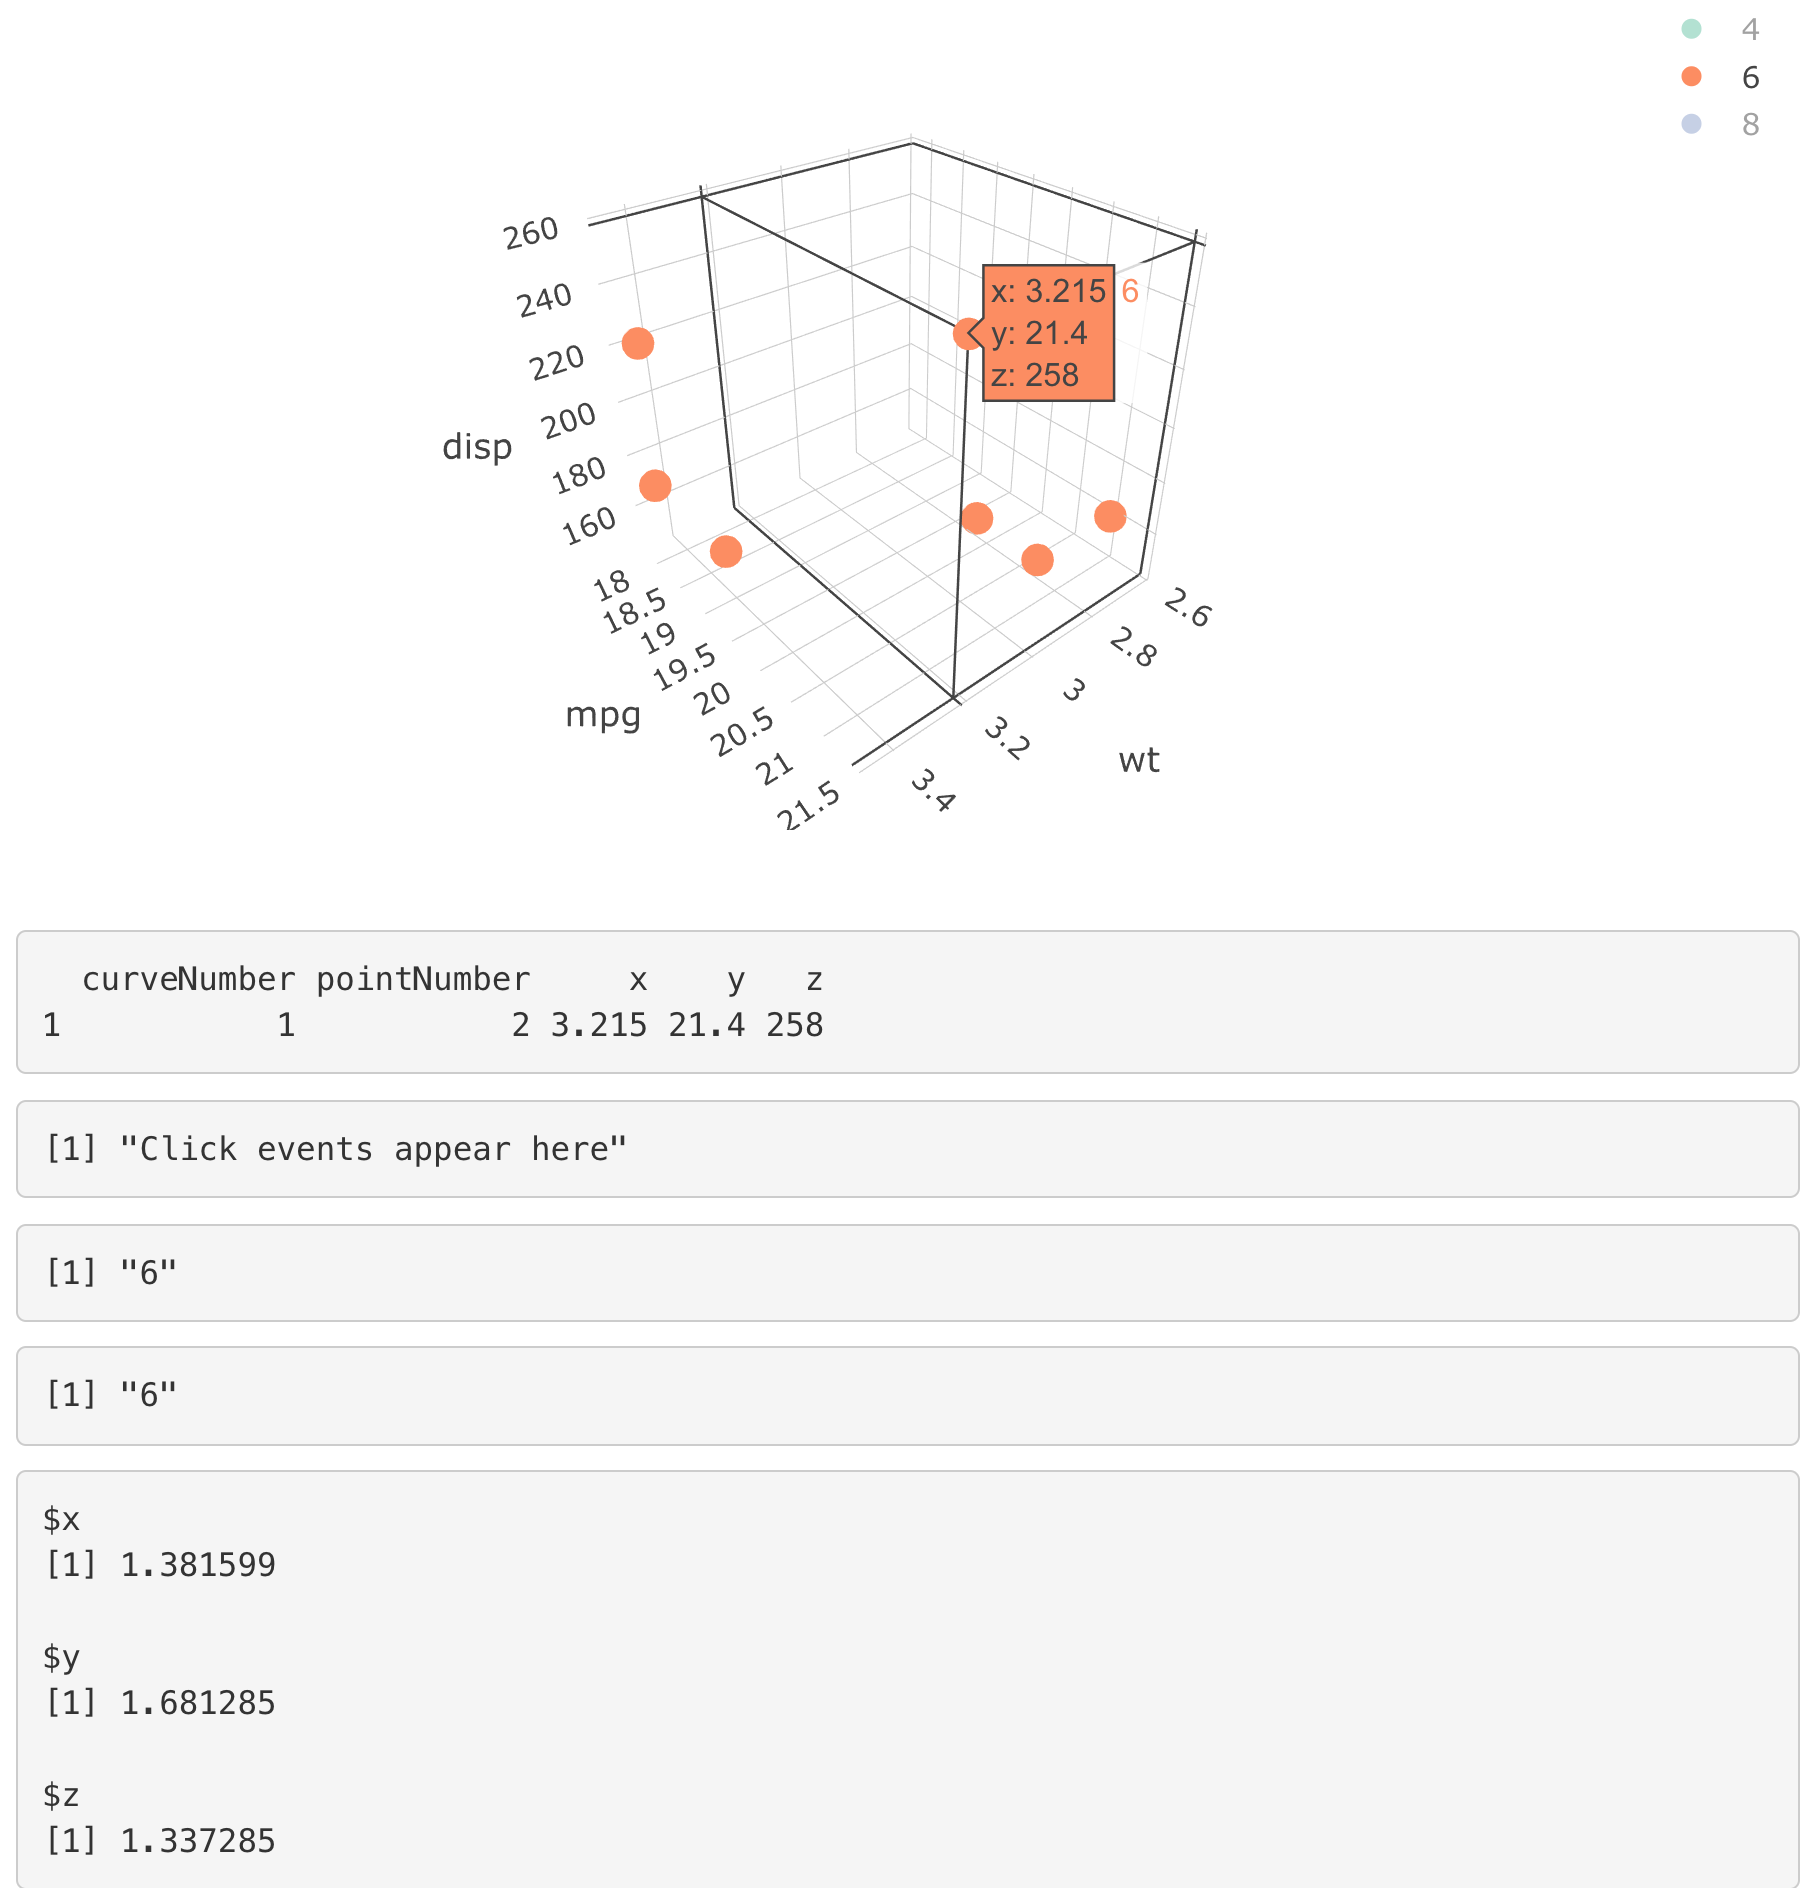 4
6
8
260
240
220
200
180
160
disp
18
18.5
19
19.5
20
20.5
21
21.5
mpg
2.6
2.8
3
3.2
3.4
wt
x: 3.215 6
y: 21.4
z: 258
curveNumber pointNumber     x    y   z
1           1           2 3.215 21.4 258
[1] "Click events appear here"
[1] "6"
[1] "6"
$x
[1] 1.381599
$y
[1] 1.681285
$z
[1] 1.337285